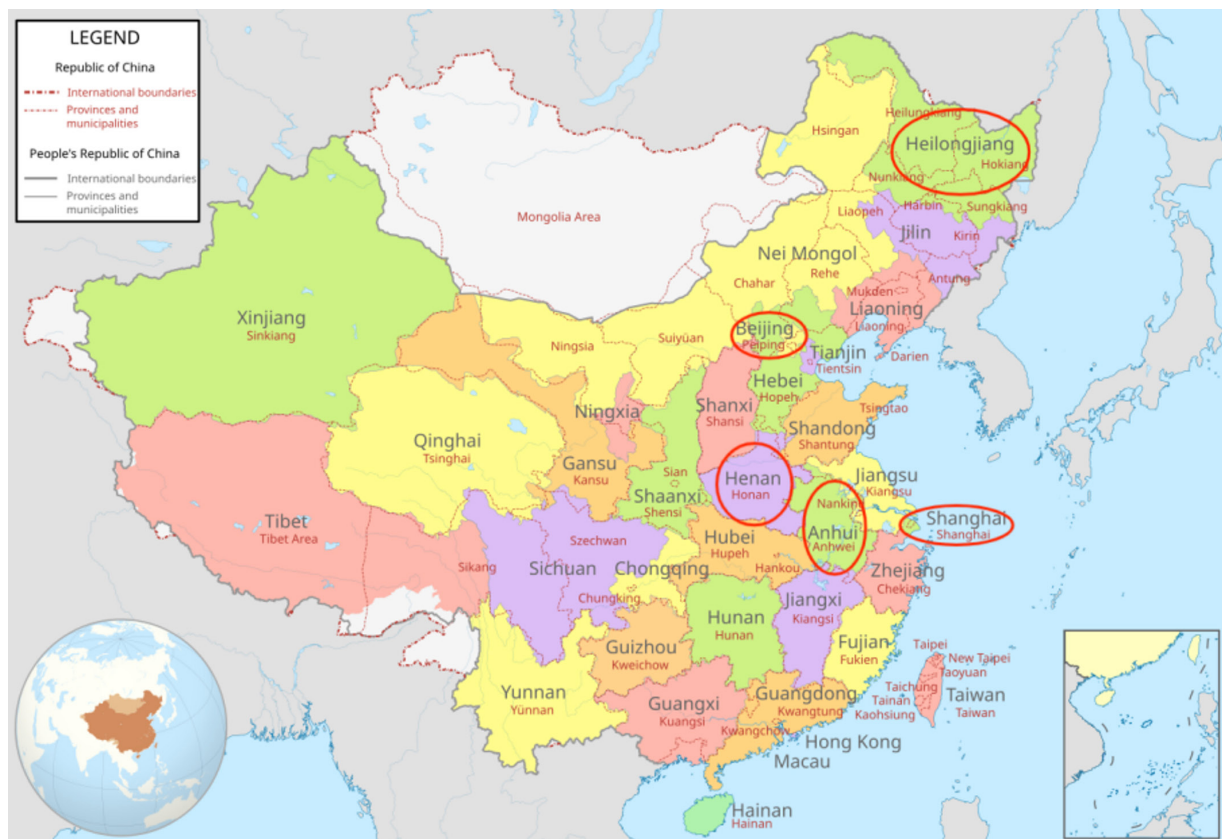 LEGEND
Republic of China
International boundaries
Provinces and
municipalities
People's Republic of China
International boundaries
Provinces and
municipalities
Heilungkiang
Hsingan
Heilongjiang
Hokiang
Nunkiang
Harbin
Sungkiang
Liaopeh
Mongolia Area
Jilin
Kirin
Nei Mongol
Rehe
Chahar
Antung
Mukden
Liaoning
Liaoning
Xinjiang
Sinkiang
Beijing
Peiping
Suiyüan
Ningsia
Tianjin
Tientsin
Darien
Hebei
Hopeh
Ningxia
Shanxi
Shansi
Tsingtao
Shandong
Shantung
Qinghai
Tsinghai
Gansu
Kansu
Sian
Shaanxi
Shensi
Henan
Honan
Jiangsu
Kiangsu
Nanking
Tibet
Tibet Area
Shanghai
Shanghai
Anhui
Anhwei
Hubei
Hupeh
Szechwan
Sikang
Sichuan
Chongqing
Chungking
Hankou
Zhejiang
Chekiang
Jiangxi
Kiangsi
Hunan
Hunan
Guizhou
Kweichow
Fujian
Fukien
Taipei
New Taipei
Taoyuan
Taichung
Tainan
Kaohsiung
Taiwan
Taiwan
Yunnan
Yünnan
Guangxi
Kuangsi
Guangdong
Kwangtung
Kwangchow
Hong Kong
Macau
Hainan
Hainan